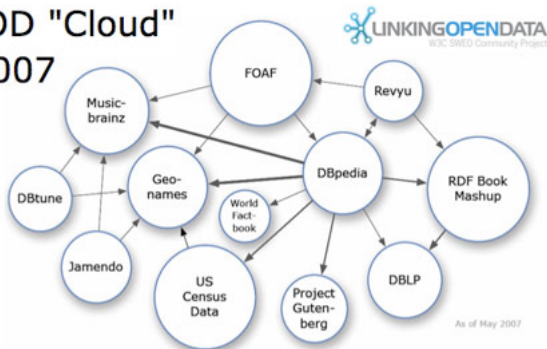 OD "Cloud"
2007
LINKINGOPENDATA
W3C SWEO Community Project
FOAF
Music-
brainz
Revyu
Geo-
names
DBpedia
RDF Book
Mashup
DBtune
World
Fact-
book
Jamendo
US
Census
Data
Project
Guten-
berg
DBLP
As of May 2007